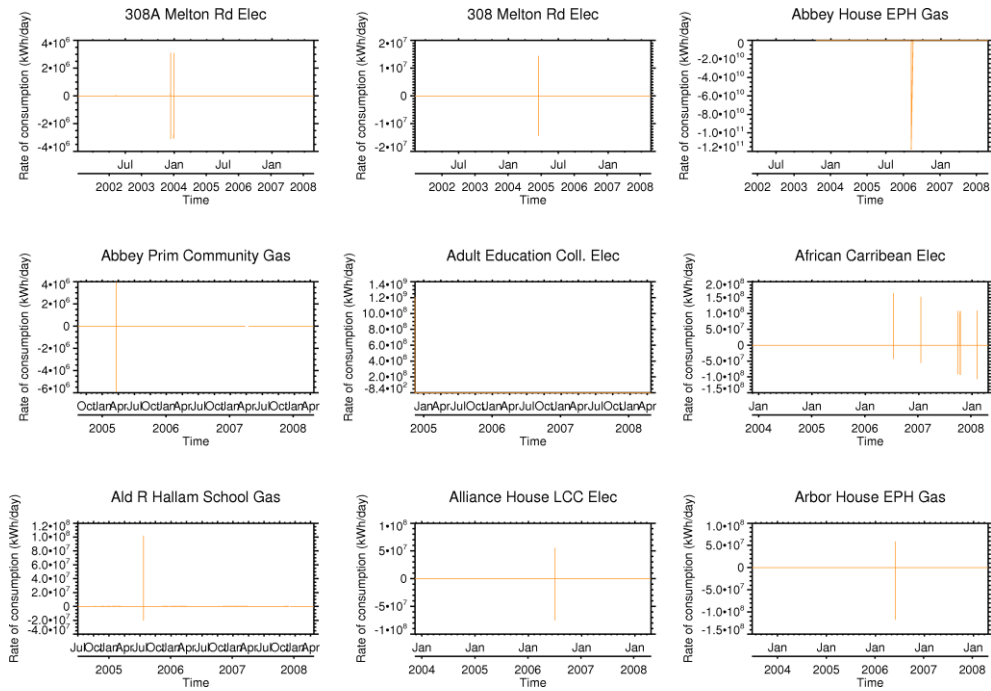 308A Melton Rd Elec
308 Melton Rd Elec
Abbey House EPH Gas
Rate of consumption (kWh/day)
4•10⁶
2•10⁶
0
-2•10⁶
-4•10⁶
Jul Jan Jul Jan
2002 2003 2004 2005 2006 2007 2008
Time
Rate of consumption (kWh/day)
2•10⁷
1•10⁷
0
-1•10⁷
-2•10⁷
Jul Jan Jul Jan
2002 2003 2004 2005 2006 2007 2008
Time
Rate of consumption (kWh/day)
0
-2.0•10¹⁰
-4.0•10¹⁰
-6.0•10¹⁰
-8.0•10¹⁰
-1.0•10¹¹
-1.2•10¹¹
Jul Jan Jul Jan
2002 2003 2004 2005 2006 2007 2008
Time
Abbey Prim Community Gas
Adult Education Coll. Elec
African Carribean Elec
Rate of consumption (kWh/day)
4•10⁶
2•10⁶
0
-2•10⁶
-4•10⁶
-6•10⁶
OctJanAprJulOctJanAprJulOctJanAprJulOctJanApr
2005 2006 2007 2008
Time
Rate of consumption (kWh/day)
1.4•10⁹
1.2•10⁹
1.0•10⁹
8.0•10⁸
6.0•10⁸
4.0•10⁸
2.0•10⁸
-8.4•10⁰
JanAprJulOctJanAprJulOctJanAprJulOctJanApr
2005 2006 2007 2008
Time
Rate of consumption (kWh/day)
2.0•10⁸
1.5•10⁸
1.0•10⁸
5.0•10⁷
0
-5.0•10⁷
-1.0•10⁸
-1.5•10⁸
Jan Jan Jan Jan Jan
2004 2005 2006 2007 2008
Time
Ald R Hallam School Gas
Alliance House LCC Elec
Arbor House EPH Gas
Rate of consumption (kWh/day)
1.2•10⁸
1.0•10⁸
8.0•10⁷
6.0•10⁷
4.0•10⁷
2.0•10⁷
0
-2.0•10⁷
-4.0•10⁷
JulOctJanAprJulOctJanAprJulOctJanAprJulOctJanApr
2005 2006 2007 2008
Time
Rate of consumption (kWh/day)
1•10⁸
5•10⁷
0
-5•10⁷
-1•10⁸
Jan Jan Jan Jan Jan
2004 2005 2006 2007 2008
Time
Rate of consumption (kWh/day)
1.0•10⁸
5.0•10⁷
0
-5.0•10⁷
-1.0•10⁸
-1.5•10⁸
Jan Jan Jan Jan Jan
2004 2005 2006 2007 2008
Time